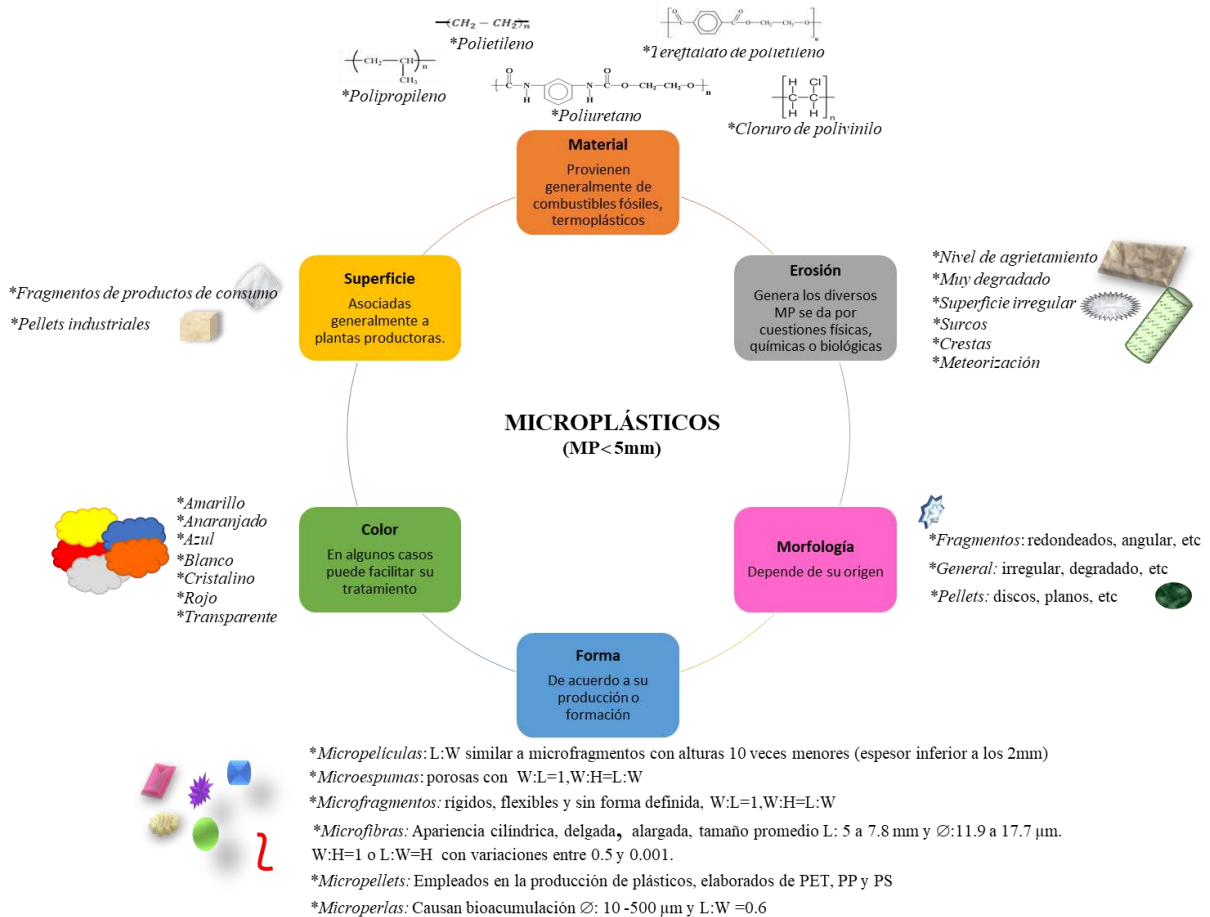 —(CH2 – CH2)n—
*Polietileno
*Tereftalato de polietileno
*Polipropileno
*Poliuretano
*Cloruro de polivinilo
Material
Provienen
generalmente de
combustibles fósiles,
termoplásticos
Superficie
Asociadas
generalmente a
plantas productoras.
*Fragmentos de productos de consumo
*Pellets industriales
Erosión
Genera los diversos
MP se da por
cuestiones físicas,
químicas o biológicas
*Nivel de agrietamiento
*Muy degradado
*Superficie irregular
*Surcos
*Crestas
*Meteorización
MICROPLÁSTICOS
(MP< 5mm)
Color
En algunos casos
puede facilitar su
tratamiento
*Amarillo
*Anaranjado
*Azul
*Blanco
*Cristalino
*Rojo
*Transparente
Morfología
Depende de su origen
*Fragmentos: redondeados, angular, etc
*General: irregular, degradado, etc
*Pellets: discos, planos, etc
Forma
De acuerdo a su
producción o
formación
*Micropelículas: L:W similar a microfragmentos con alturas 10 veces menores (espesor inferior a los 2mm)
*Microespumas: porosas con W:L=1,W:H=L:W
*Microfragmentos: rígidos, flexibles y sin forma definida, W:L=1,W:H=L:W
*Microfibras: Apariencia cilíndrica, delgada, alargada, tamaño promedio L: 5 a 7.8 mm y ∅:11.9 a 17.7 µm.
W:H=1 o L:W=H con variaciones entre 0.5 y 0.001.
*Micropellets: Empleados en la producción de plásticos, elaborados de PET, PP y PS
*Microperlas: Causan bioacumulación ∅: 10 -500 µm y L:W =0.6